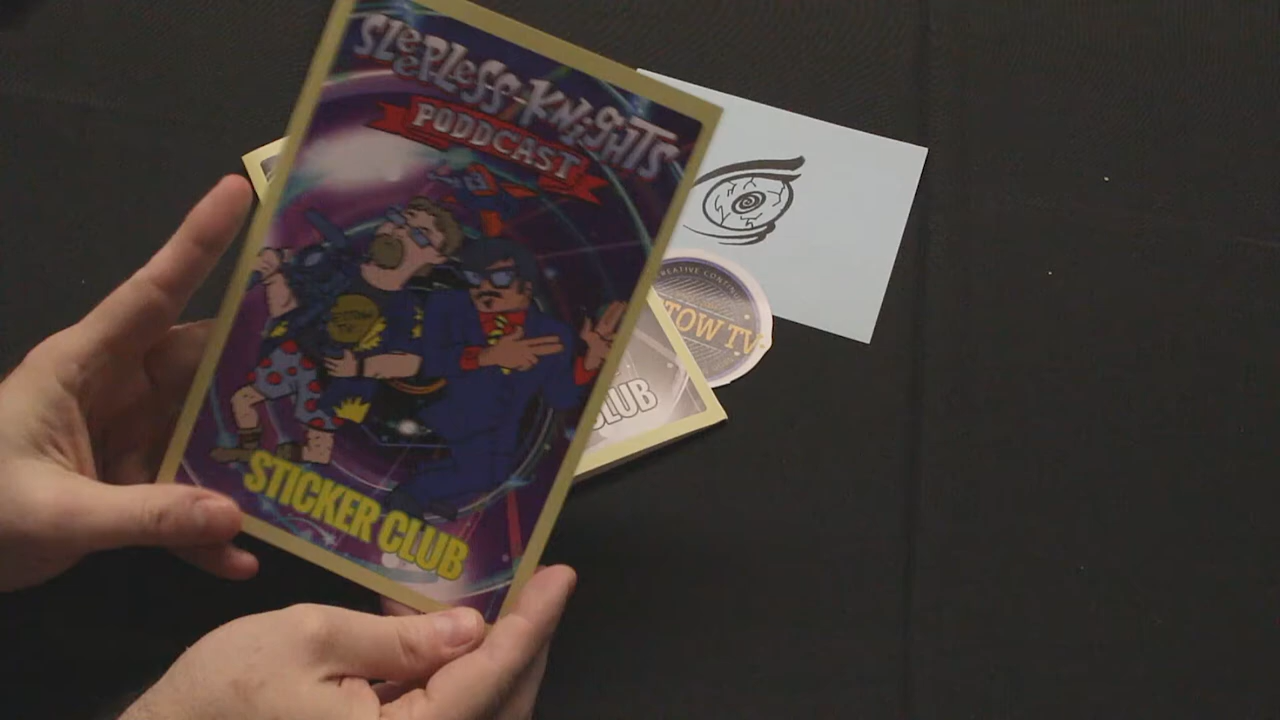 SLeePLeSS KNiGHTS
PODDCAST
STICKER CLUB
TOW TV
CLUB